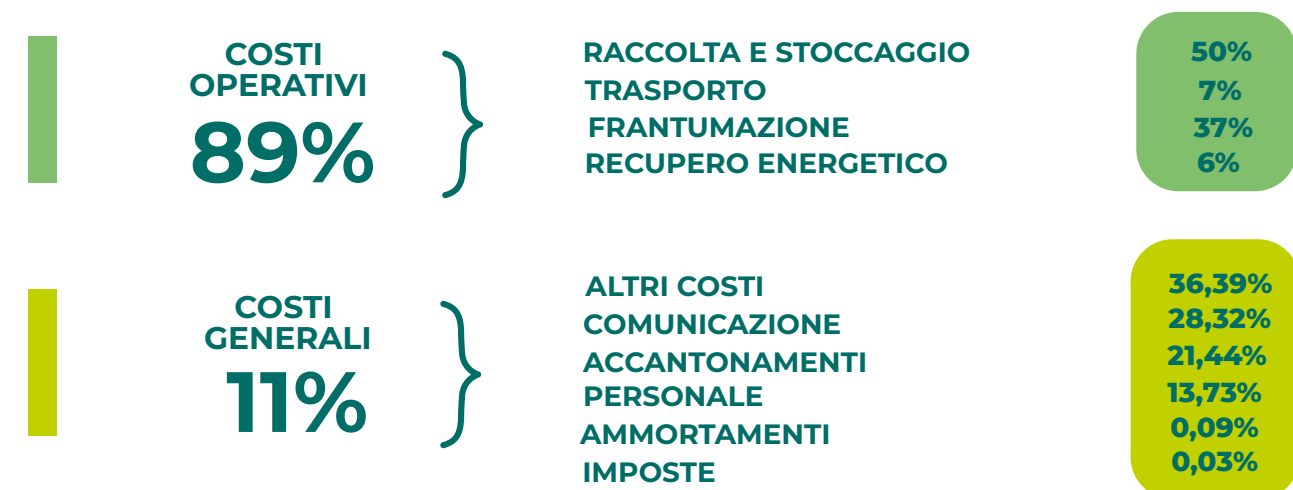 COSTI
OPERATIVI
89%
RACCOLTA E STOCCAGGIO 50%
TRASPORTO 7%
FRANTUMAZIONE 37%
RECUPERO ENERGETICO 6%
COSTI
GENERALI
11%
ALTRI COSTI 36,39%
COMUNICAZIONE 28,32%
ACCANTONAMENTI 21,44%
PERSONALE 13,73%
AMMORTAMENTI 0,09%
IMPOSTE 0,03%